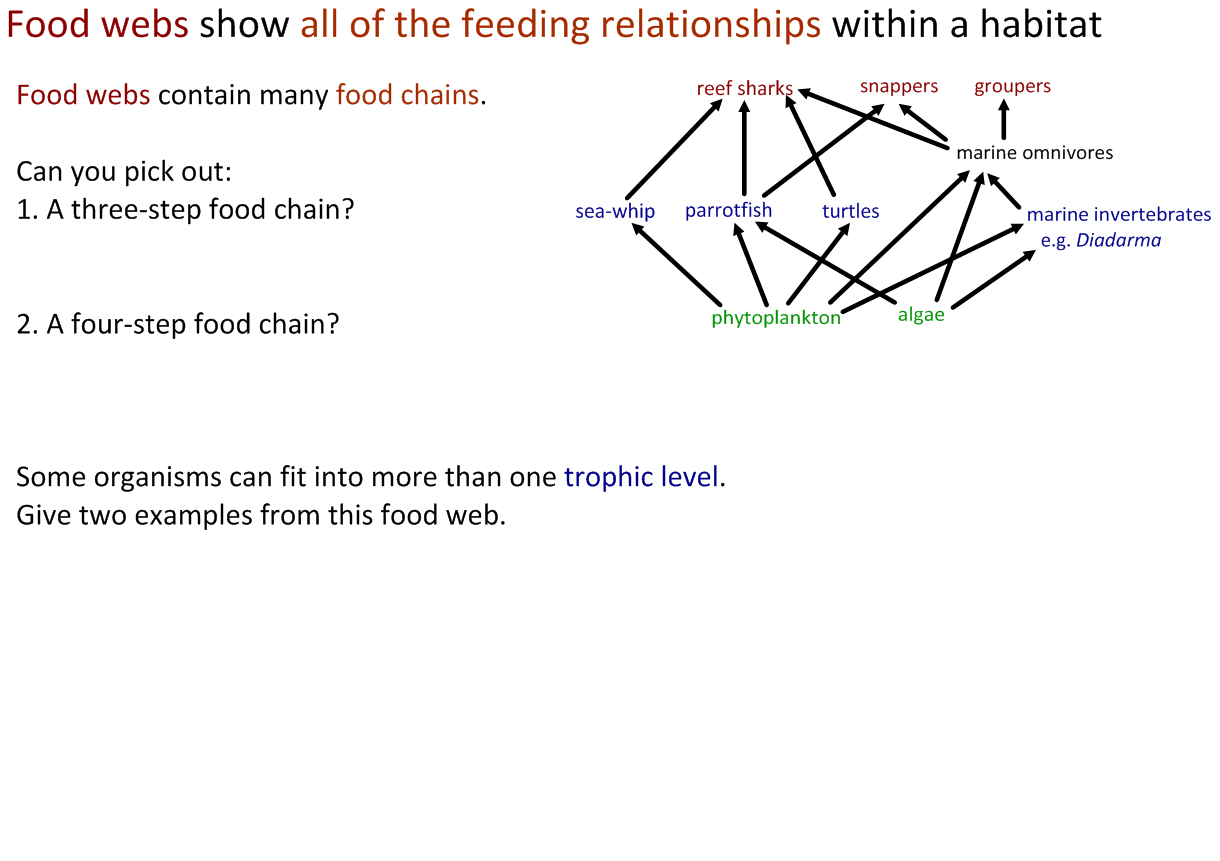 Food webs show all of the feeding relationships within a habitat
Food webs contain many food chains.
Can you pick out:
1. A three-step food chain?
2. A four-step food chain?
reef sharks
snappers
groupers
marine omnivores
sea-whip
parrotfish
turtles
marine invertebrates
e.g. Diadarma
phytoplankton
algae
Some organisms can fit into more than one trophic level.
Give two examples from this food web.